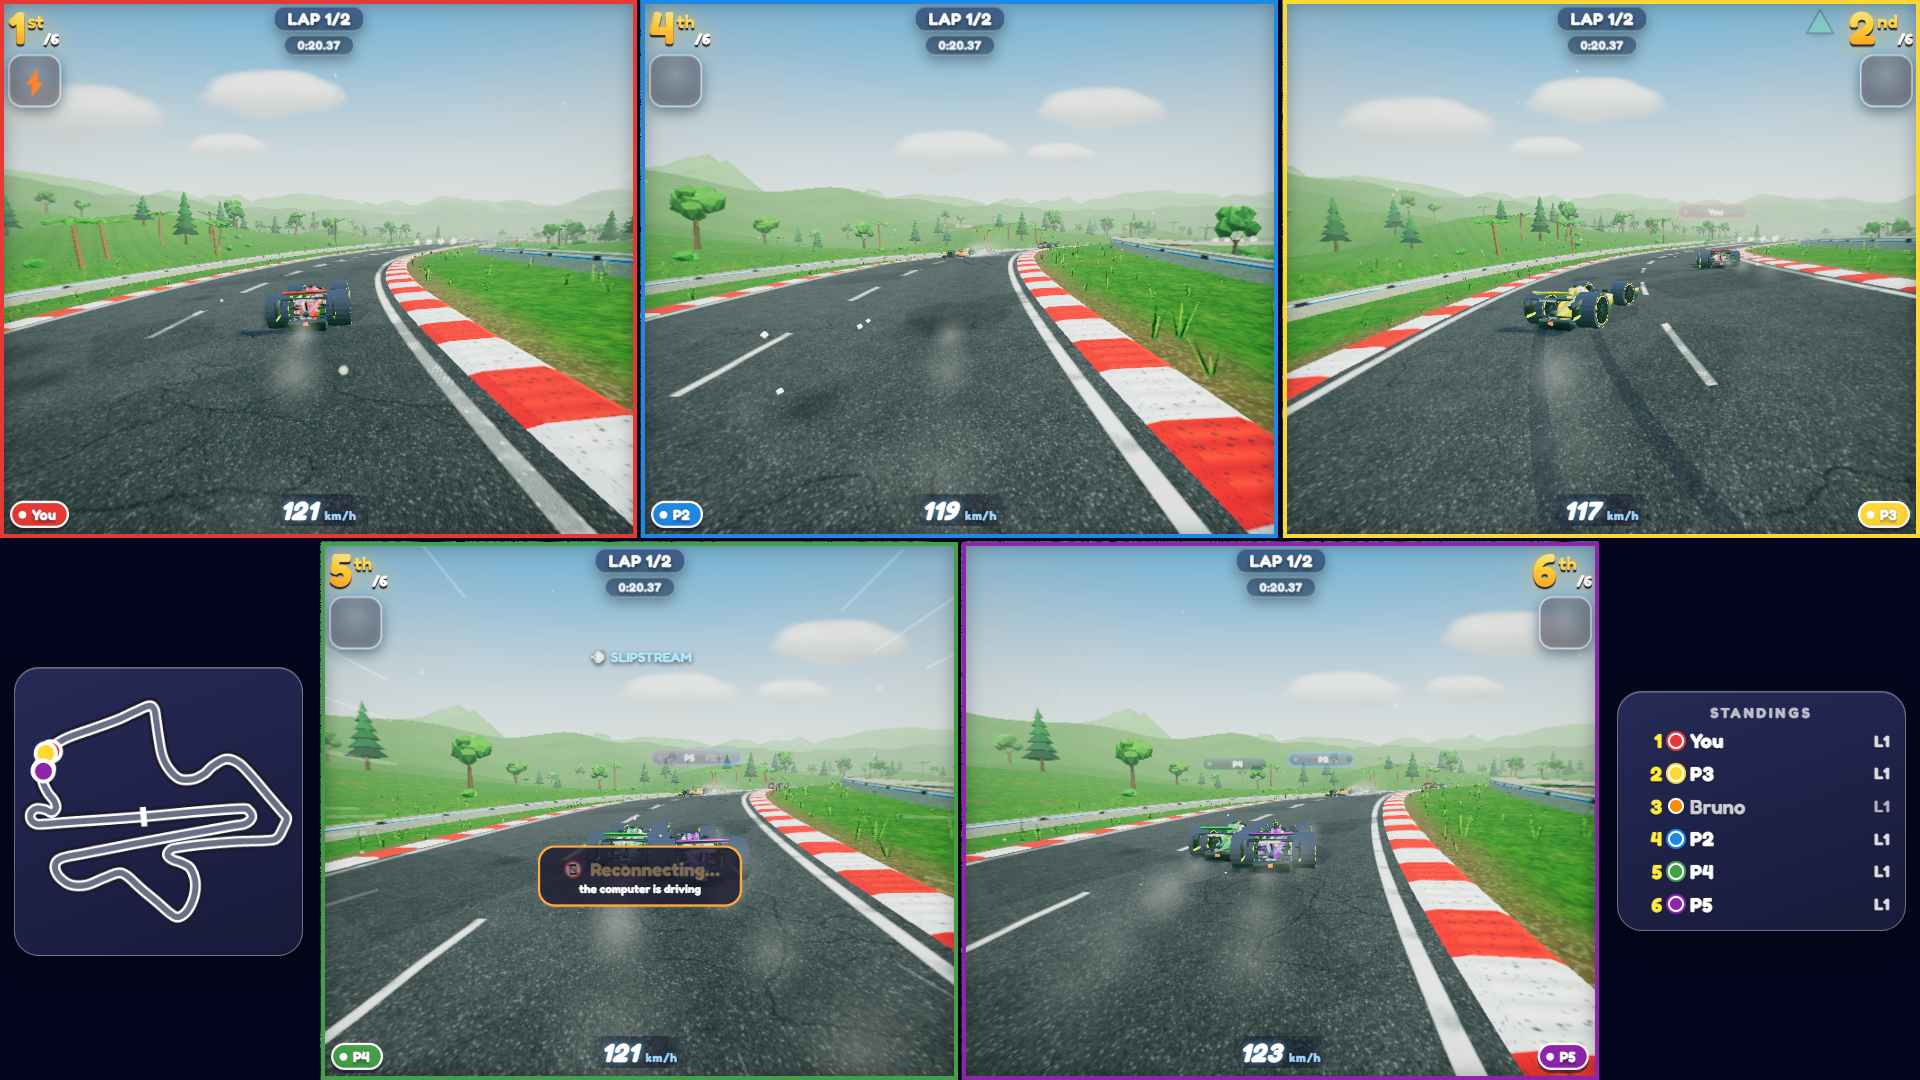 1st/6
LAP 1/2
0:20.37
You
121 km/h
4th/6
LAP 1/2
0:20.37
P2
119 km/h
LAP 1/2
2nd/6
0:20.37
You
117 km/h
P3
5th/6
LAP 1/2
0:20.37
SLIPSTREAM
P5
Reconnecting...
the computer is driving
P4
121 km/h
LAP 1/2
6th/6
0:20.37
P4
P2
123 km/h
P5
STANDINGS
1 You L1
2 P3 L1
3 Bruno L1
4 P2 L1
5 P4 L1
6 P5 L1